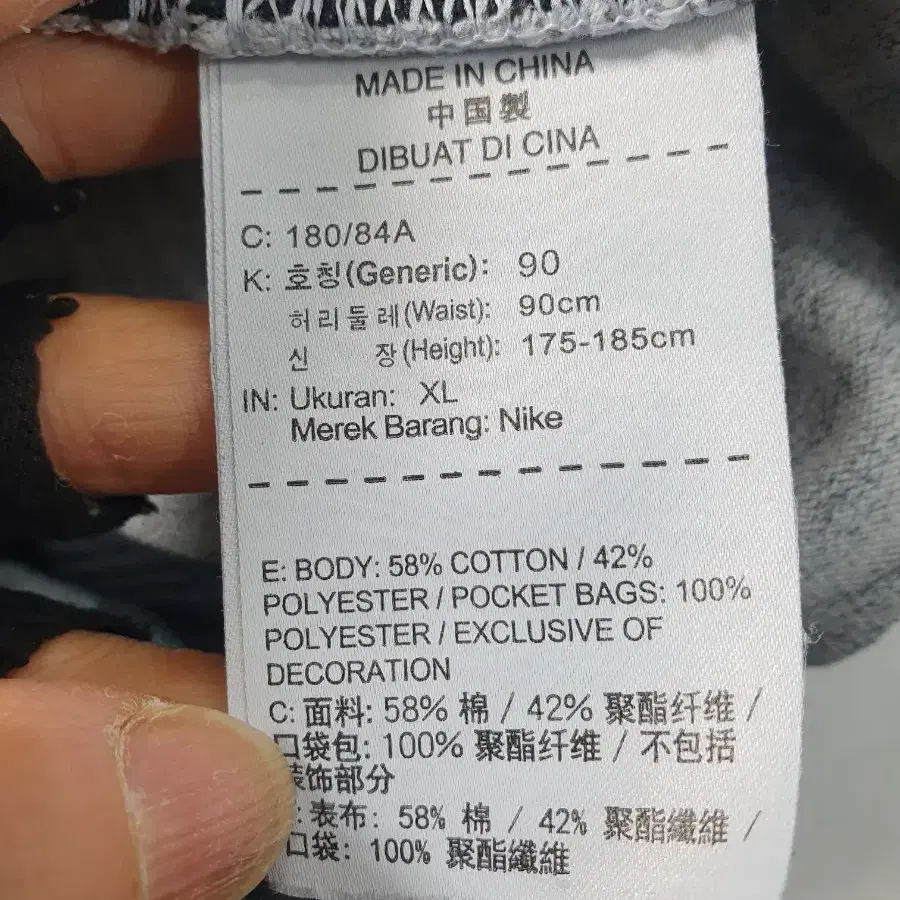 MADE IN CHINA
中国製
DIBUAT DI CINA
C: 180/84A
K: 호칭(Generic): 90
허리둘레(Waist): 90cm
신 장(Height): 175-185cm
IN: Ukuran: XL
Merek Barang: Nike
E: BODY: 58% COTTON / 42%
POLYESTER / POCKET BAGS: 100%
POLYESTER / EXCLUSIVE OF
DECORATION
C: 面料: 58% 棉 / 42% 聚酯纤维 /
口袋包: 100% 聚酯纤维 / 不包括
装饰部分
: 表布: 58% 棉 / 42% 聚酯纖維 /
口袋: 100% 聚酯纖維